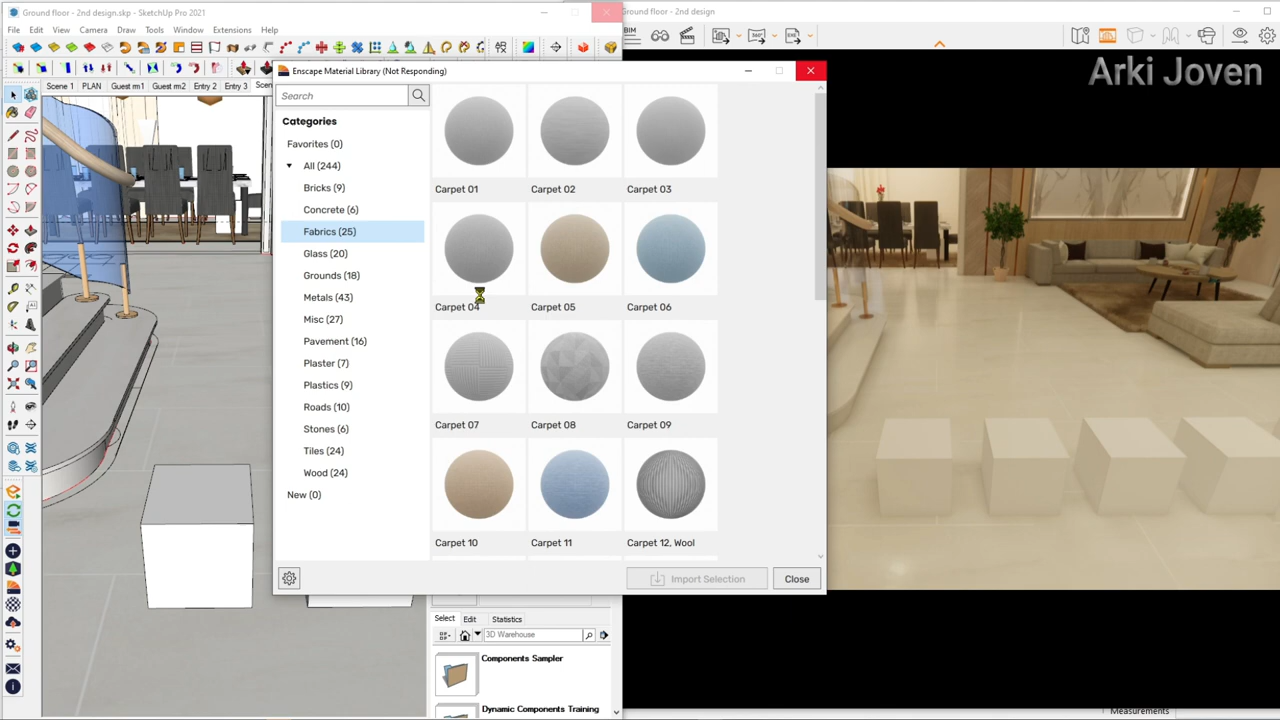 Ground floor - 2nd design.skp - SketchUp Pro 2021
Ground floor - 2nd design
File Edit View Camera Draw Tools Window Extensions Help
BIM
360°
EXE
Arki Joven
Scene 1 PLAN Guest rm1 Guest rm2 Entry 2 Entry 3
Enscape Material Library (Not Responding)
Search
Categories
Favorites (0)
All (244)
Bricks (9)
Concrete (6)
Fabrics (25)
Glass (20)
Grounds (18)
Metals (43)
Misc (27)
Pavement (16)
Plaster (7)
Plastics (9)
Roads (10)
Stones (6)
Tiles (24)
Wood (24)
New (0)
Carpet 01 Carpet 02 Carpet 03
Carpet 04 Carpet 05 Carpet 06
Carpet 07 Carpet 08 Carpet 09
Carpet 10 Carpet 11 Carpet 12, Wool
Import Selection Close
Select Edit Statistics
3D Warehouse
Components Sampler
Dynamic Components Training
Measurements